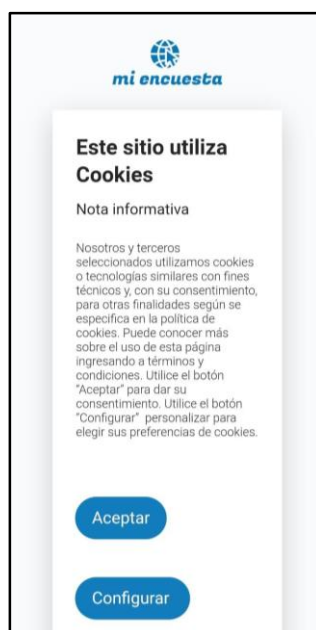 mi encuesta
Este sitio utiliza
Cookies
Nota informativa
Nosotros y terceros
seleccionados utilizamos cookies
o tecnologías similares con fines
técnicos y, con su consentimiento,
para otras finalidades según se
especifica en la política de
cookies. Puede conocer más
sobre el uso de esta página
ingresando a términos y
condiciones. Utilice el botón
"Aceptar" para dar su
consentimiento. Utilice el botón
"Configurar" personalizar para
elegir sus preferencias de cookies.
Aceptar
Configurar